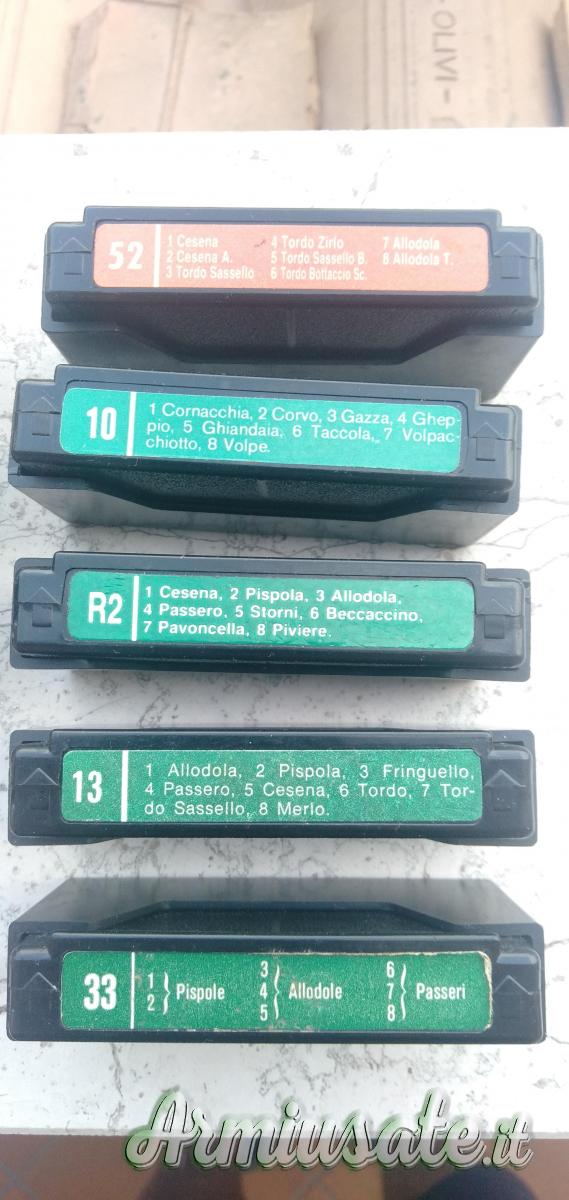 OLIVI -
52
1 Cesena 4 Tordo Zirlo 7 Allodola
2 Cesena A. 5 Tordo Sassello B. 8 Allodola T.
3 Tordo Sassello 6 Tordo Bottaccio Sc.
10
1 Cornacchia, 2 Corvo, 3 Gazza, 4 Ghep-
pio, 5 Ghiandaia, 6 Taccola, 7 Volpac-
chiotto, 8 Volpe.
R2
1 Cesena, 2 Pispola, 3 Allodola,
4 Passero, 5 Storni, 6 Beccaccino,
7 Pavoncella, 8 Piviere.
13
1 Allodola, 2 Pispola, 3 Fringuello,
4 Passero, 5 Cesena, 6 Tordo, 7 Tor-
do Sassello, 8 Merlo.
33
1
2
Pispole
3
4
5
Allodole
6
7
8
Passeri
Armiusate.it